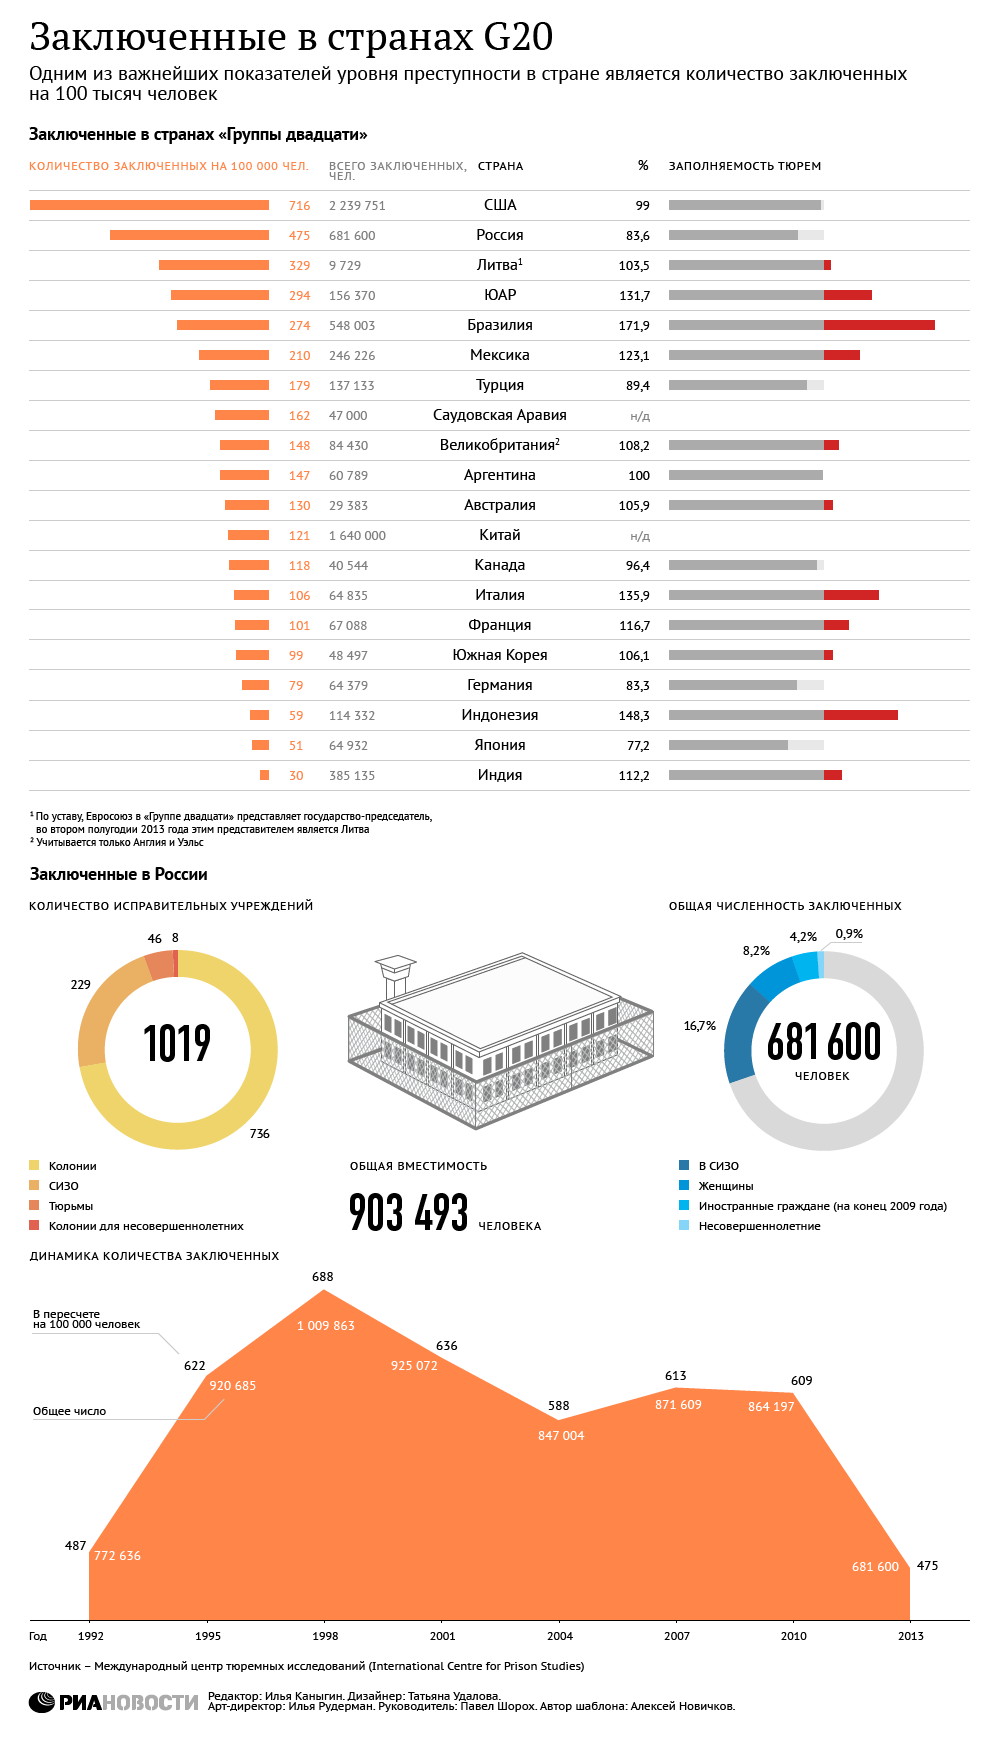 Заключенные в странах G20
Одним из важнейших показателей уровня преступности в стране является количество заключенных
на 100 тысяч человек
Заключенные в странах «Группы двадцати»
КОЛИЧЕСТВО ЗАКЛЮЧЕННЫХ НА 100 000 ЧЕЛ. ВСЕГО ЗАКЛЮЧЕННЫХ, ЧЕЛ. СТРАНА % ЗАПОЛНЯЕМОСТЬ ТЮРЕМ
716 2 239 751 США 99
475 681 600 Россия 83,6
329 9 729 Литва¹ 103,5
294 156 370 ЮАР 131,7
274 548 003 Бразилия 171,9
210 246 226 Мексика 123,1
179 137 133 Турция 89,4
162 47 000 Саудовская Аравия н/д
148 84 430 Великобритания² 108,2
147 60 789 Аргентина 100
130 29 383 Австралия 105,9
121 1 640 000 Китай н/д
118 40 544 Канада 96,4
106 64 835 Италия 135,9
101 67 088 Франция 116,7
99 48 497 Южная Корея 106,1
79 64 379 Германия 83,3
59 114 332 Индонезия 148,3
51 64 932 Япония 77,2
30 385 135 Индия 112,2
¹ По уставу, Евросоюз в «Группе двадцати» представляет государство-председатель,
во втором полугодии 2013 года этим представителем является Литва
² Учитывается только Англия и Уэльс
Заключенные в России
КОЛИЧЕСТВО ИСПРАВИТЕЛЬНЫХ УЧРЕЖДЕНИЙ
46 8
229
1019
736
Колонии
СИЗО
Тюрьмы
Колонии для несовершеннолетних
ОБЩАЯ ВМЕСТИМОСТЬ
903 493 ЧЕЛОВЕКА
ОБЩАЯ ЧИСЛЕННОСТЬ ЗАКЛЮЧЕННЫХ
4,2% 0,9%
8,2%
16,7%
681 600
ЧЕЛОВЕК
В СИЗО
Женщины
Иностранные граждане (на конец 2009 года)
Несовершеннолетние
ДИНАМИКА КОЛИЧЕСТВА ЗАКЛЮЧЕННЫХ
В пересчете
на 100 000 человек
Общее число
487
772 636
622
920 685
688
1 009 863
636
925 072
588
847 004
613
871 609
609
864 197
475
681 600
Год 1992 1995 1998 2001 2004 2007 2010 2013
Источник – Международный центр тюремных исследований (International Centre for Prison Studies)
РИАНОВОСТИ
Редактор: Илья Каныгин. Дизайнер: Татьяна Удалова.
Арт-директор: Илья Рудерман. Руководитель: Павел Шорох. Автор шаблона: Алексей Новичков.